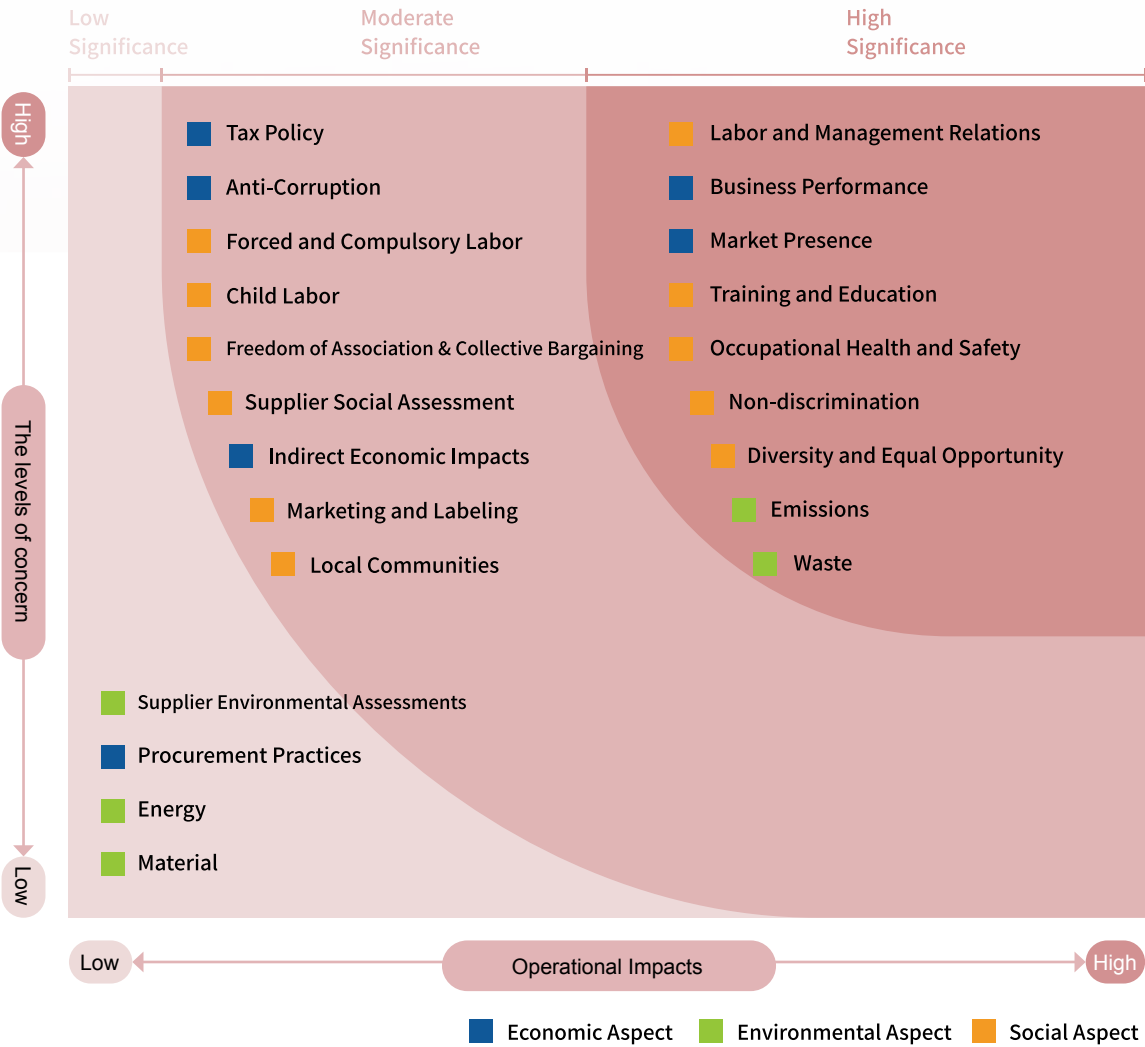 Low
Significance
Moderate
Significance
High
Significance
High
The levels of concern
Low
Tax Policy
Anti-Corruption
Forced and Compulsory Labor
Child Labor
Freedom of Association & Collective Bargaining
Supplier Social Assessment
Indirect Economic Impacts
Marketing and Labeling
Local Communities
Labor and Management Relations
Business Performance
Market Presence
Training and Education
Occupational Health and Safety
Non-discrimination
Diversity and Equal Opportunity
Emissions
Waste
Supplier Environmental Assessments
Procurement Practices
Energy
Material
Low
Operational Impacts
High
Economic Aspect
Environmental Aspect
Social Aspect